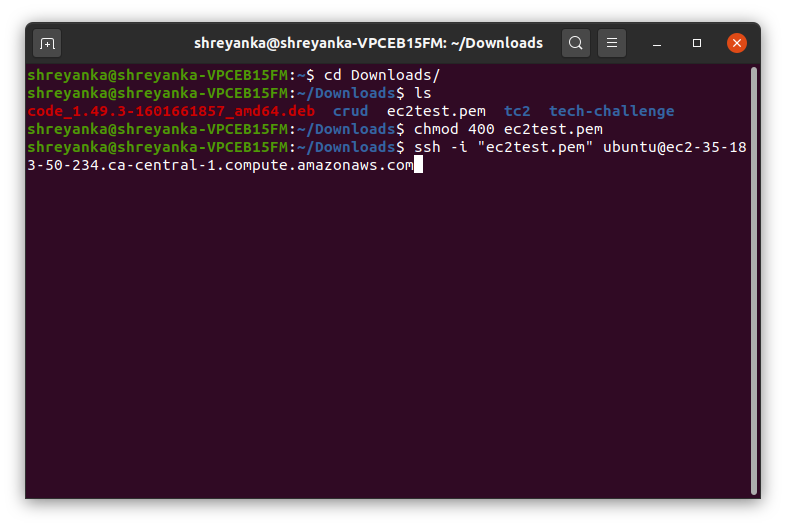 shreyanka@shreyanka-VPCEB15FM: ~/Downloads
shreyanka@shreyanka-VPCEB15FM:~$ cd Downloads/
shreyanka@shreyanka-VPCEB15FM:~/Downloads$ ls
code_1.49.3-1601661857_amd64.deb  crud  ec2test.pem  tc2  tech-challenge
shreyanka@shreyanka-VPCEB15FM:~/Downloads$ chmod 400 ec2test.pem
shreyanka@shreyanka-VPCEB15FM:~/Downloads$ ssh -i "ec2test.pem" ubuntu@ec2-35-18
3-50-234.ca-central-1.compute.amazonaws.com